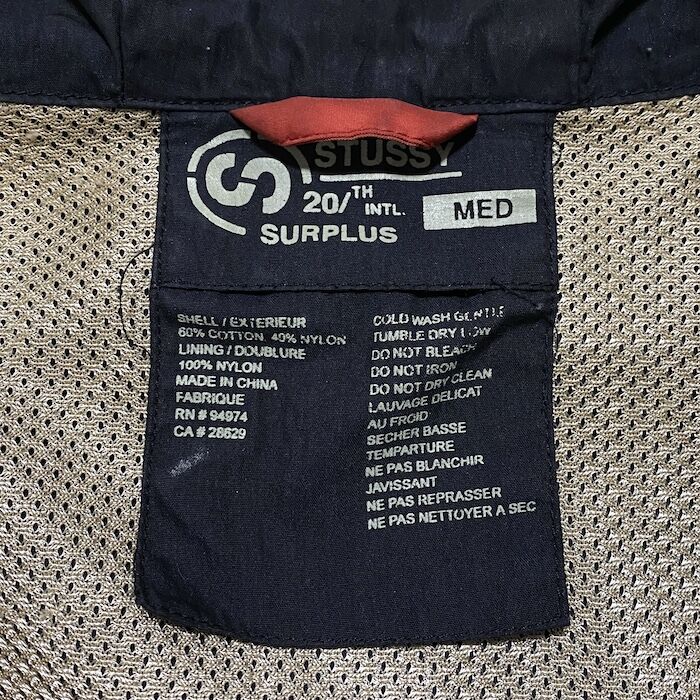 STUSSY
20/TH INTL.
SURPLUS
MED
SHELL / EXTERIEUR
60% COTTON, 40% NYLON
LINING / DOUBLURE
100% NYLON
MADE IN CHINA
FABRIQUE
RN # 94974
CA # 28629
COLD WASH GENTLE
TUMBLE DRY LOW
DO NOT BLEACH
DO NOT IRON
DO NOT DRY CLEAN
LAUVAGE DELICAT
AU FROID
SECHER BASSE
TEMPARTURE
NE PAS BLANCHIR
JAVISSANT
NE PAS REPRASSER
NE PAS NETTOYER A SEC